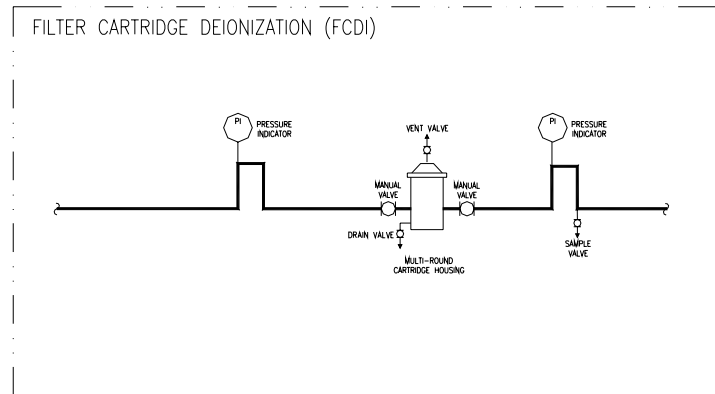 FILTER CARTRIDGE DEIONIZATION (FCDI)
PI
PRESSURE
INDICATOR
VENT VALVE
PI
PRESSURE
INDICATOR
MANUAL
VALVE
MANUAL
VALVE
DRAIN VALVE
SAMPLE
VALVE
MULTI-ROUND
CARTRIDGE HOUSING